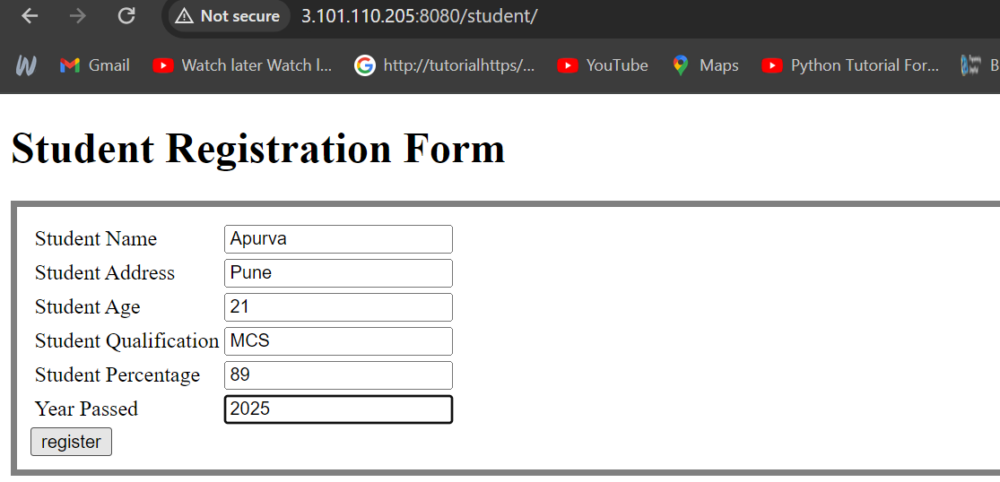 Not secure 3.101.110.205:8080/student/
Gmail Watch later Watch l... http://tutorialhttps/... YouTube Maps Python Tutorial For... B
Student Registration Form
Student Name Apurva
Student Address Pune
Student Age 21
Student Qualification MCS
Student Percentage 89
Year Passed 2025
register